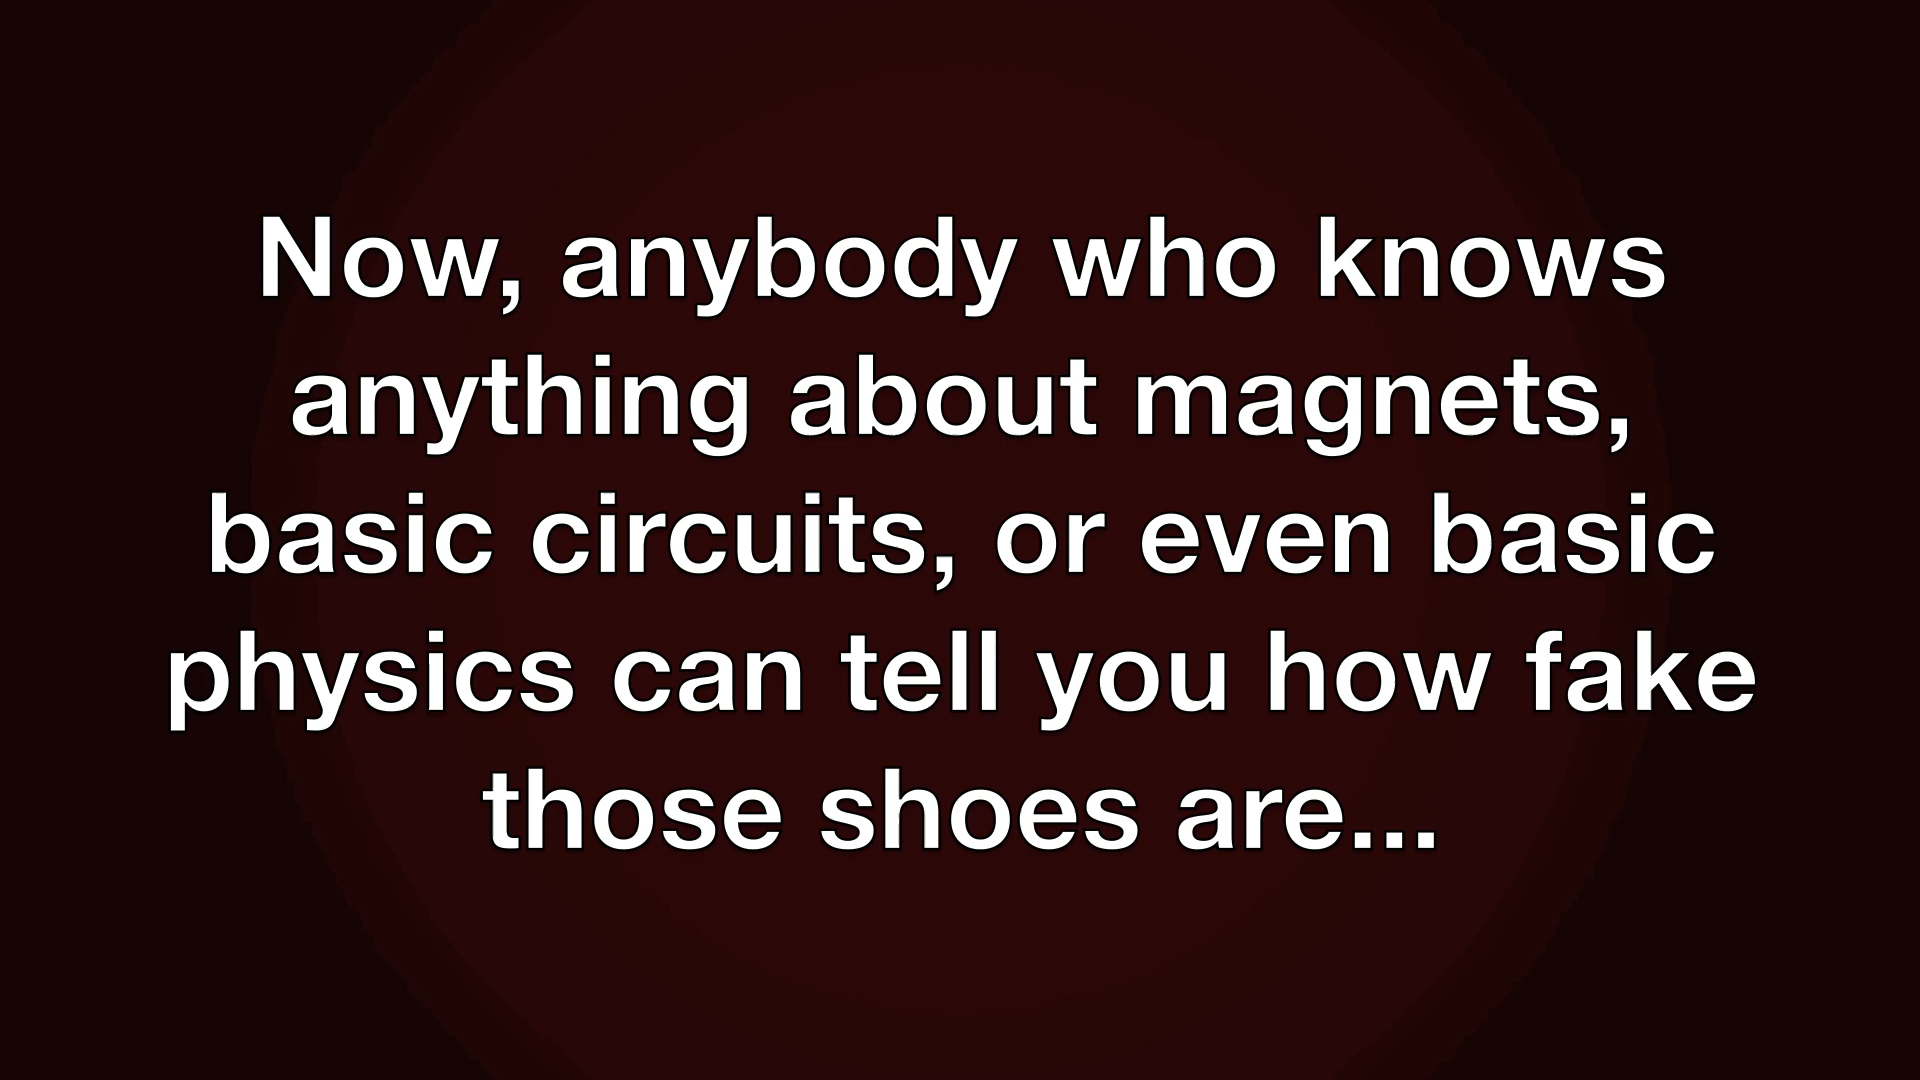 Now, anybody who knows
anything about magnets,
basic circuits, or even basic
physics can tell you how fake
those shoes are...